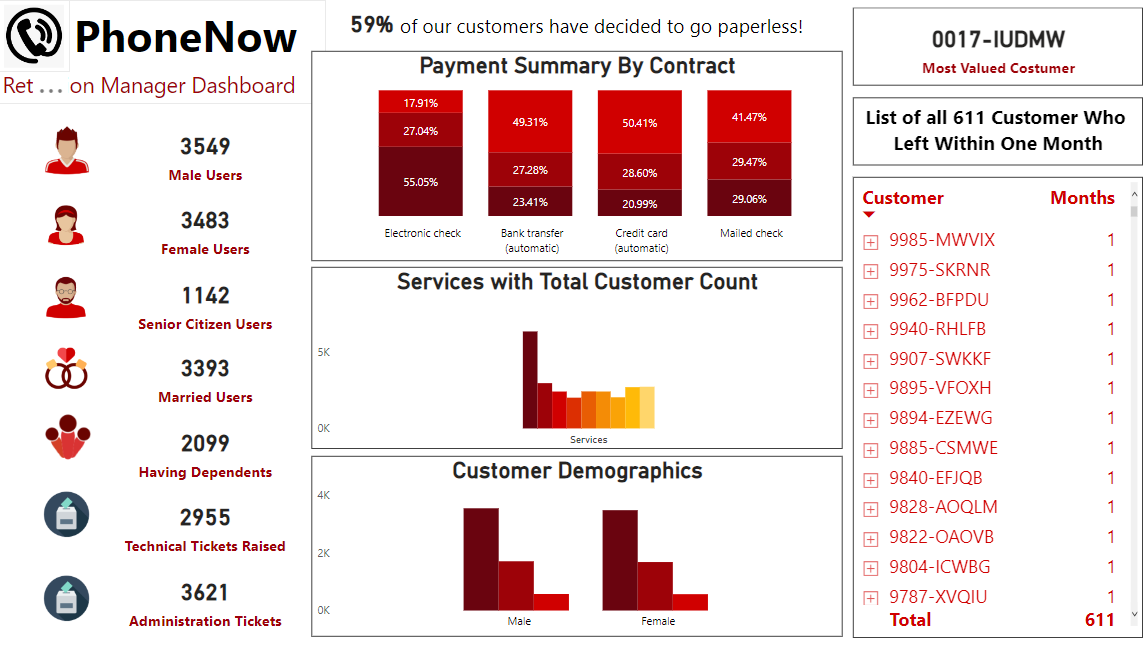 PhoneNow
Ret ... on Manager Dashboard
3549
Male Users
3483
Female Users
1142
Senior Citizen Users
3393
Married Users
2099
Having Dependents
2955
Technical Tickets Raised
3621
Administration Tickets
59% of our customers have decided to go paperless!
Payment Summary By Contract
17.91%
27.04%
55.05%
49.31%
27.28%
23.41%
50.41%
28.60%
20.99%
41.47%
29.47%
29.06%
Electronic check
Bank transfer
(automatic)
Credit card
(automatic)
Mailed check
Services with Total Customer Count
5K
0K
Services
Customer Demographics
4K
2K
0K
Male
Female
0017-IUDMW
Most Valued Costumer
List of all 611 Customer Who
Left Within One Month
Customer Months
9985-MWVIX 1
9975-SKRNR 1
9962-BFPDU 1
9940-RHLFB 1
9907-SWKKF 1
9895-VFOXH 1
9894-EZEWG 1
9885-CSMWE 1
9840-EFJQB 1
9828-AOQLM 1
9822-OAOVB 1
9804-ICWBG 1
9787-XVQIU 1
Total 611